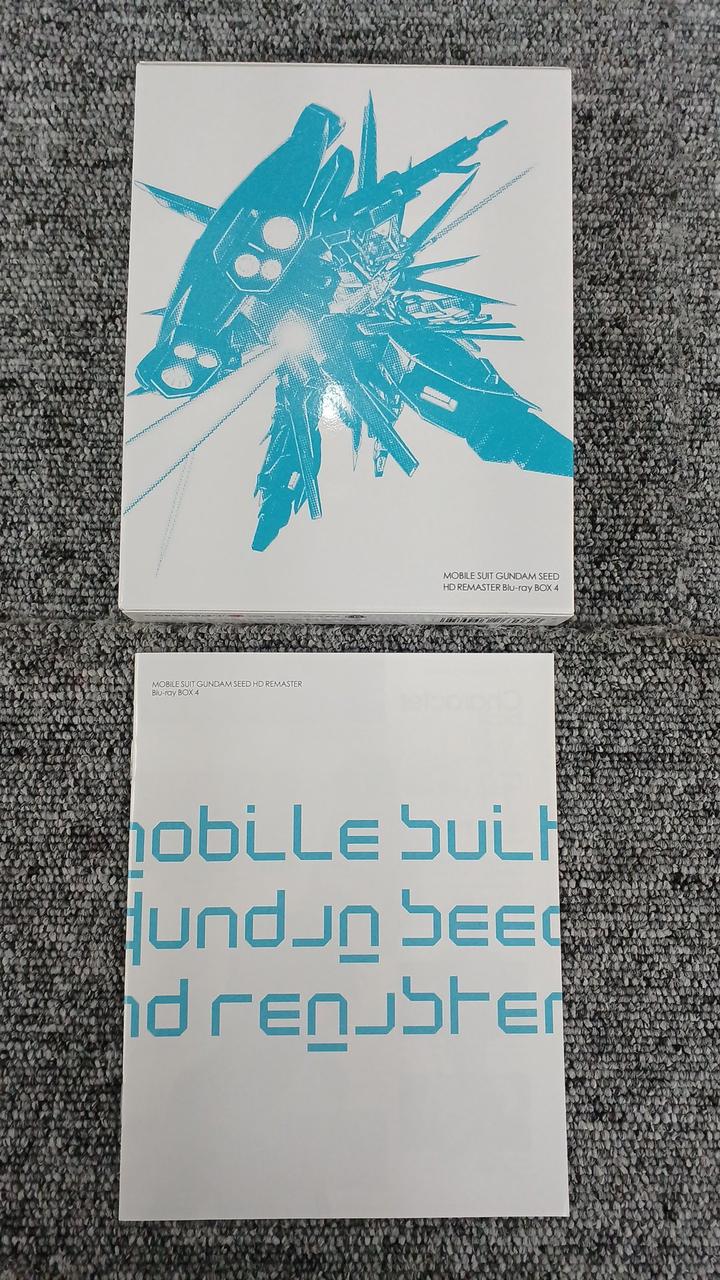 MOBILE SUIT GUNDAM SEED
HD REMASTER Blu-ray BOX 4
MOBILE SUIT GUNDAM SEED HD REMASTER
Blu-ray BOX 4
mobile suit
gundam seed
hd remaster